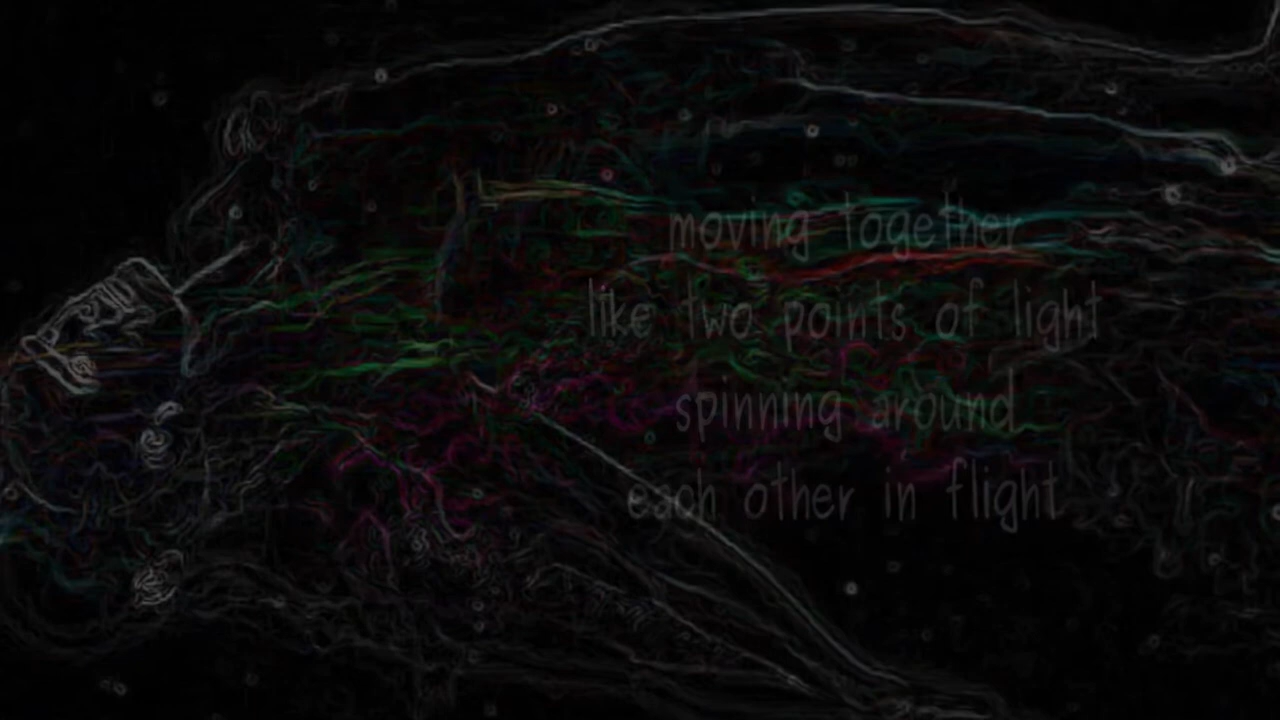 moving together
like two points of light
spinning around
each other in flight